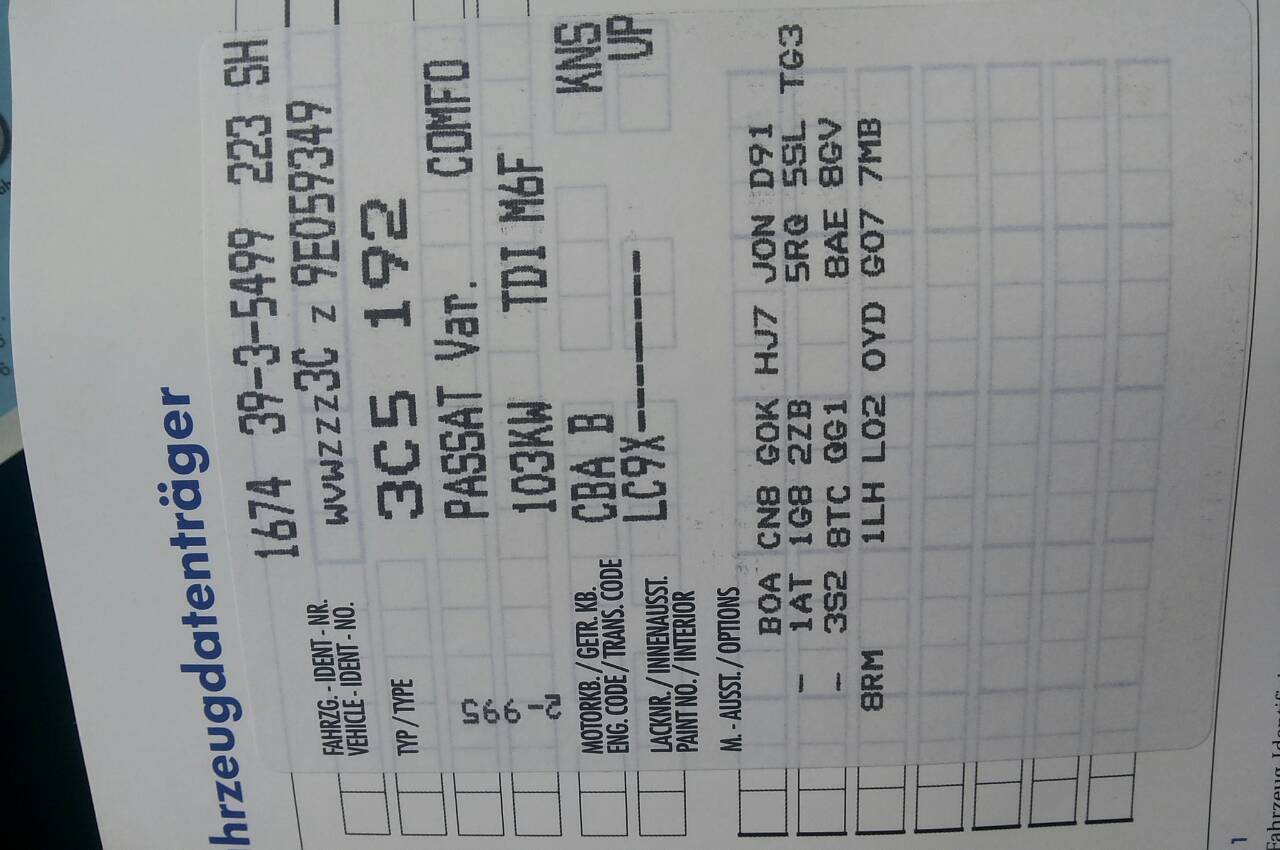 hrzeugdatenträger
1674 39-3-5499 223 SH
FAHRZG. - IDENT - NR.
VEHICLE - IDENT - NO.
WVWZZZ3C Z 9E059349
TYP / TYPE
3C5 192
PASSAT Var. COMFO
103KW TDI M6F
MOTORKB. / GETR. KB.
ENG. CODE / TRANS. CODE
CBA B KNS
LACKNR. / INNENAUSST.
PAINT NO. / INTERIOR
LC9X-------- UP
M. - AUSST. / OPTIONS
B0A CN8 G0K HJ7 J0N D91
- 1AT 1G8 2ZB 5RQ 5SL TG3
- 3S2 8TC QG1 8AE 8GV
8RM 1LH L02 0YD G07 7MB
1